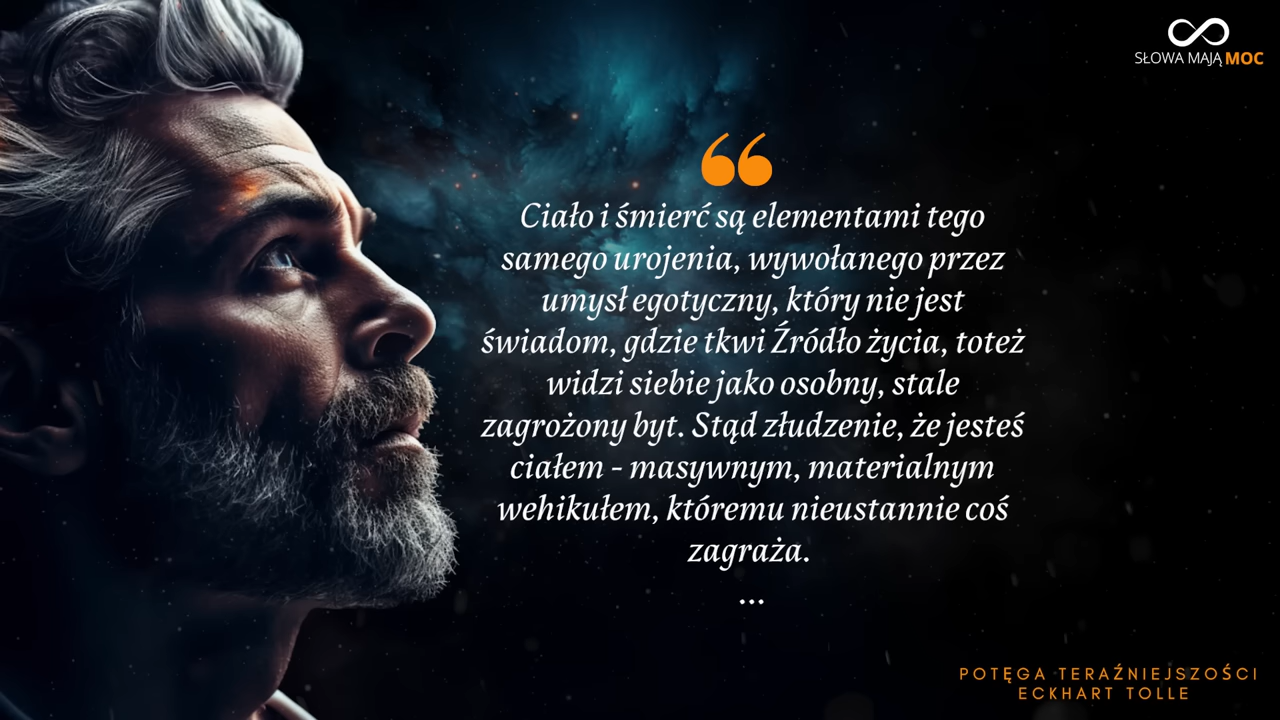 SŁOWA MAJĄ MOC
Ciało i śmierć są elementami tego
samego urojenia, wywołanego przez
umysł egotyczny, który nie jest
świadom, gdzie tkwi Źródło życia, toteż
widzi siebie jako osobny, stale
zagrożony byt. Stąd złudzenie, że jesteś
ciałem - masywnym, materialnym
wehikułem, któremu nieustannie coś
zagraża.
...
POTĘGA TERAŹNIEJSZOŚCI
ECKHART TOLLE